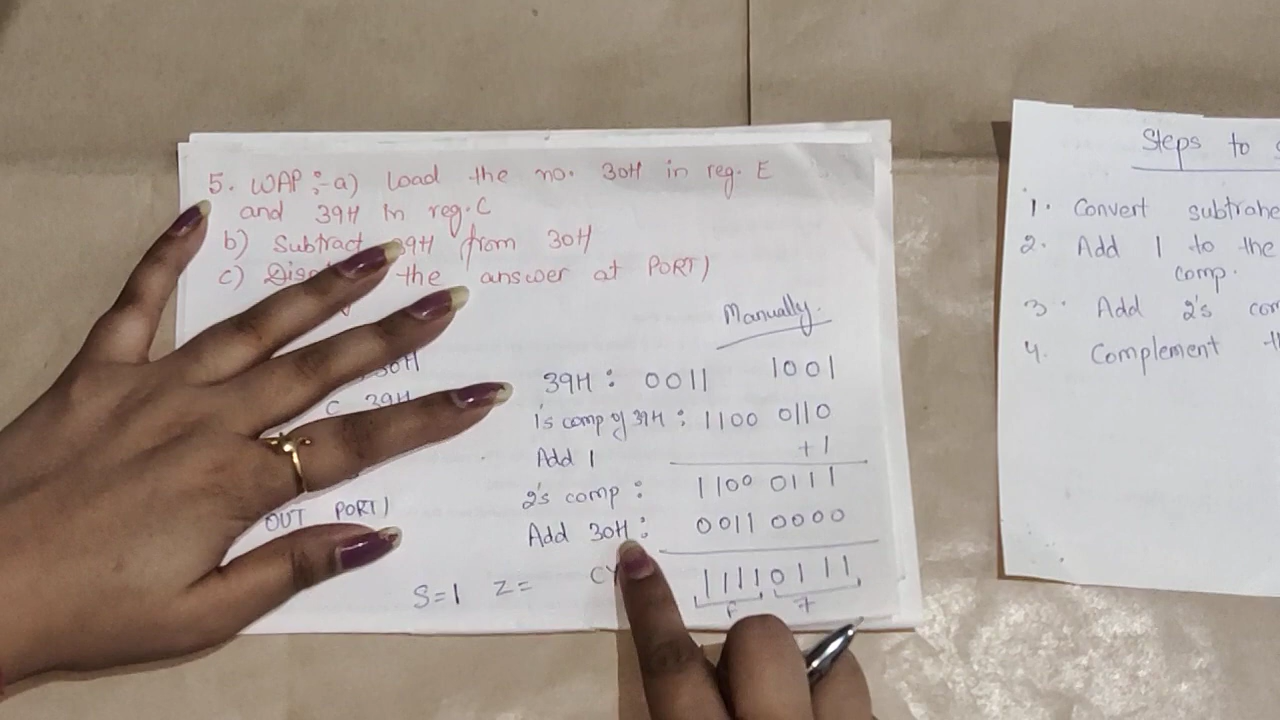 5. WAP :- a) Load the no. 30H in reg. E
and 39H in reg. C
b) Subtract 39H from 30H
c) the answer at PORT1
Manually.
30H
C 39H
OUT PORT1
39H : 0011 1001
1's comp of 39H : 1100 0110
Add 1 +1
2's comp : 1100 0111
Add 30H : 0011 0000
CY 1111 0111
F 7
S=1 Z=
Steps to
1. Convert
2. Add 1 to the
comp.
3. Add 2's
4. Complement